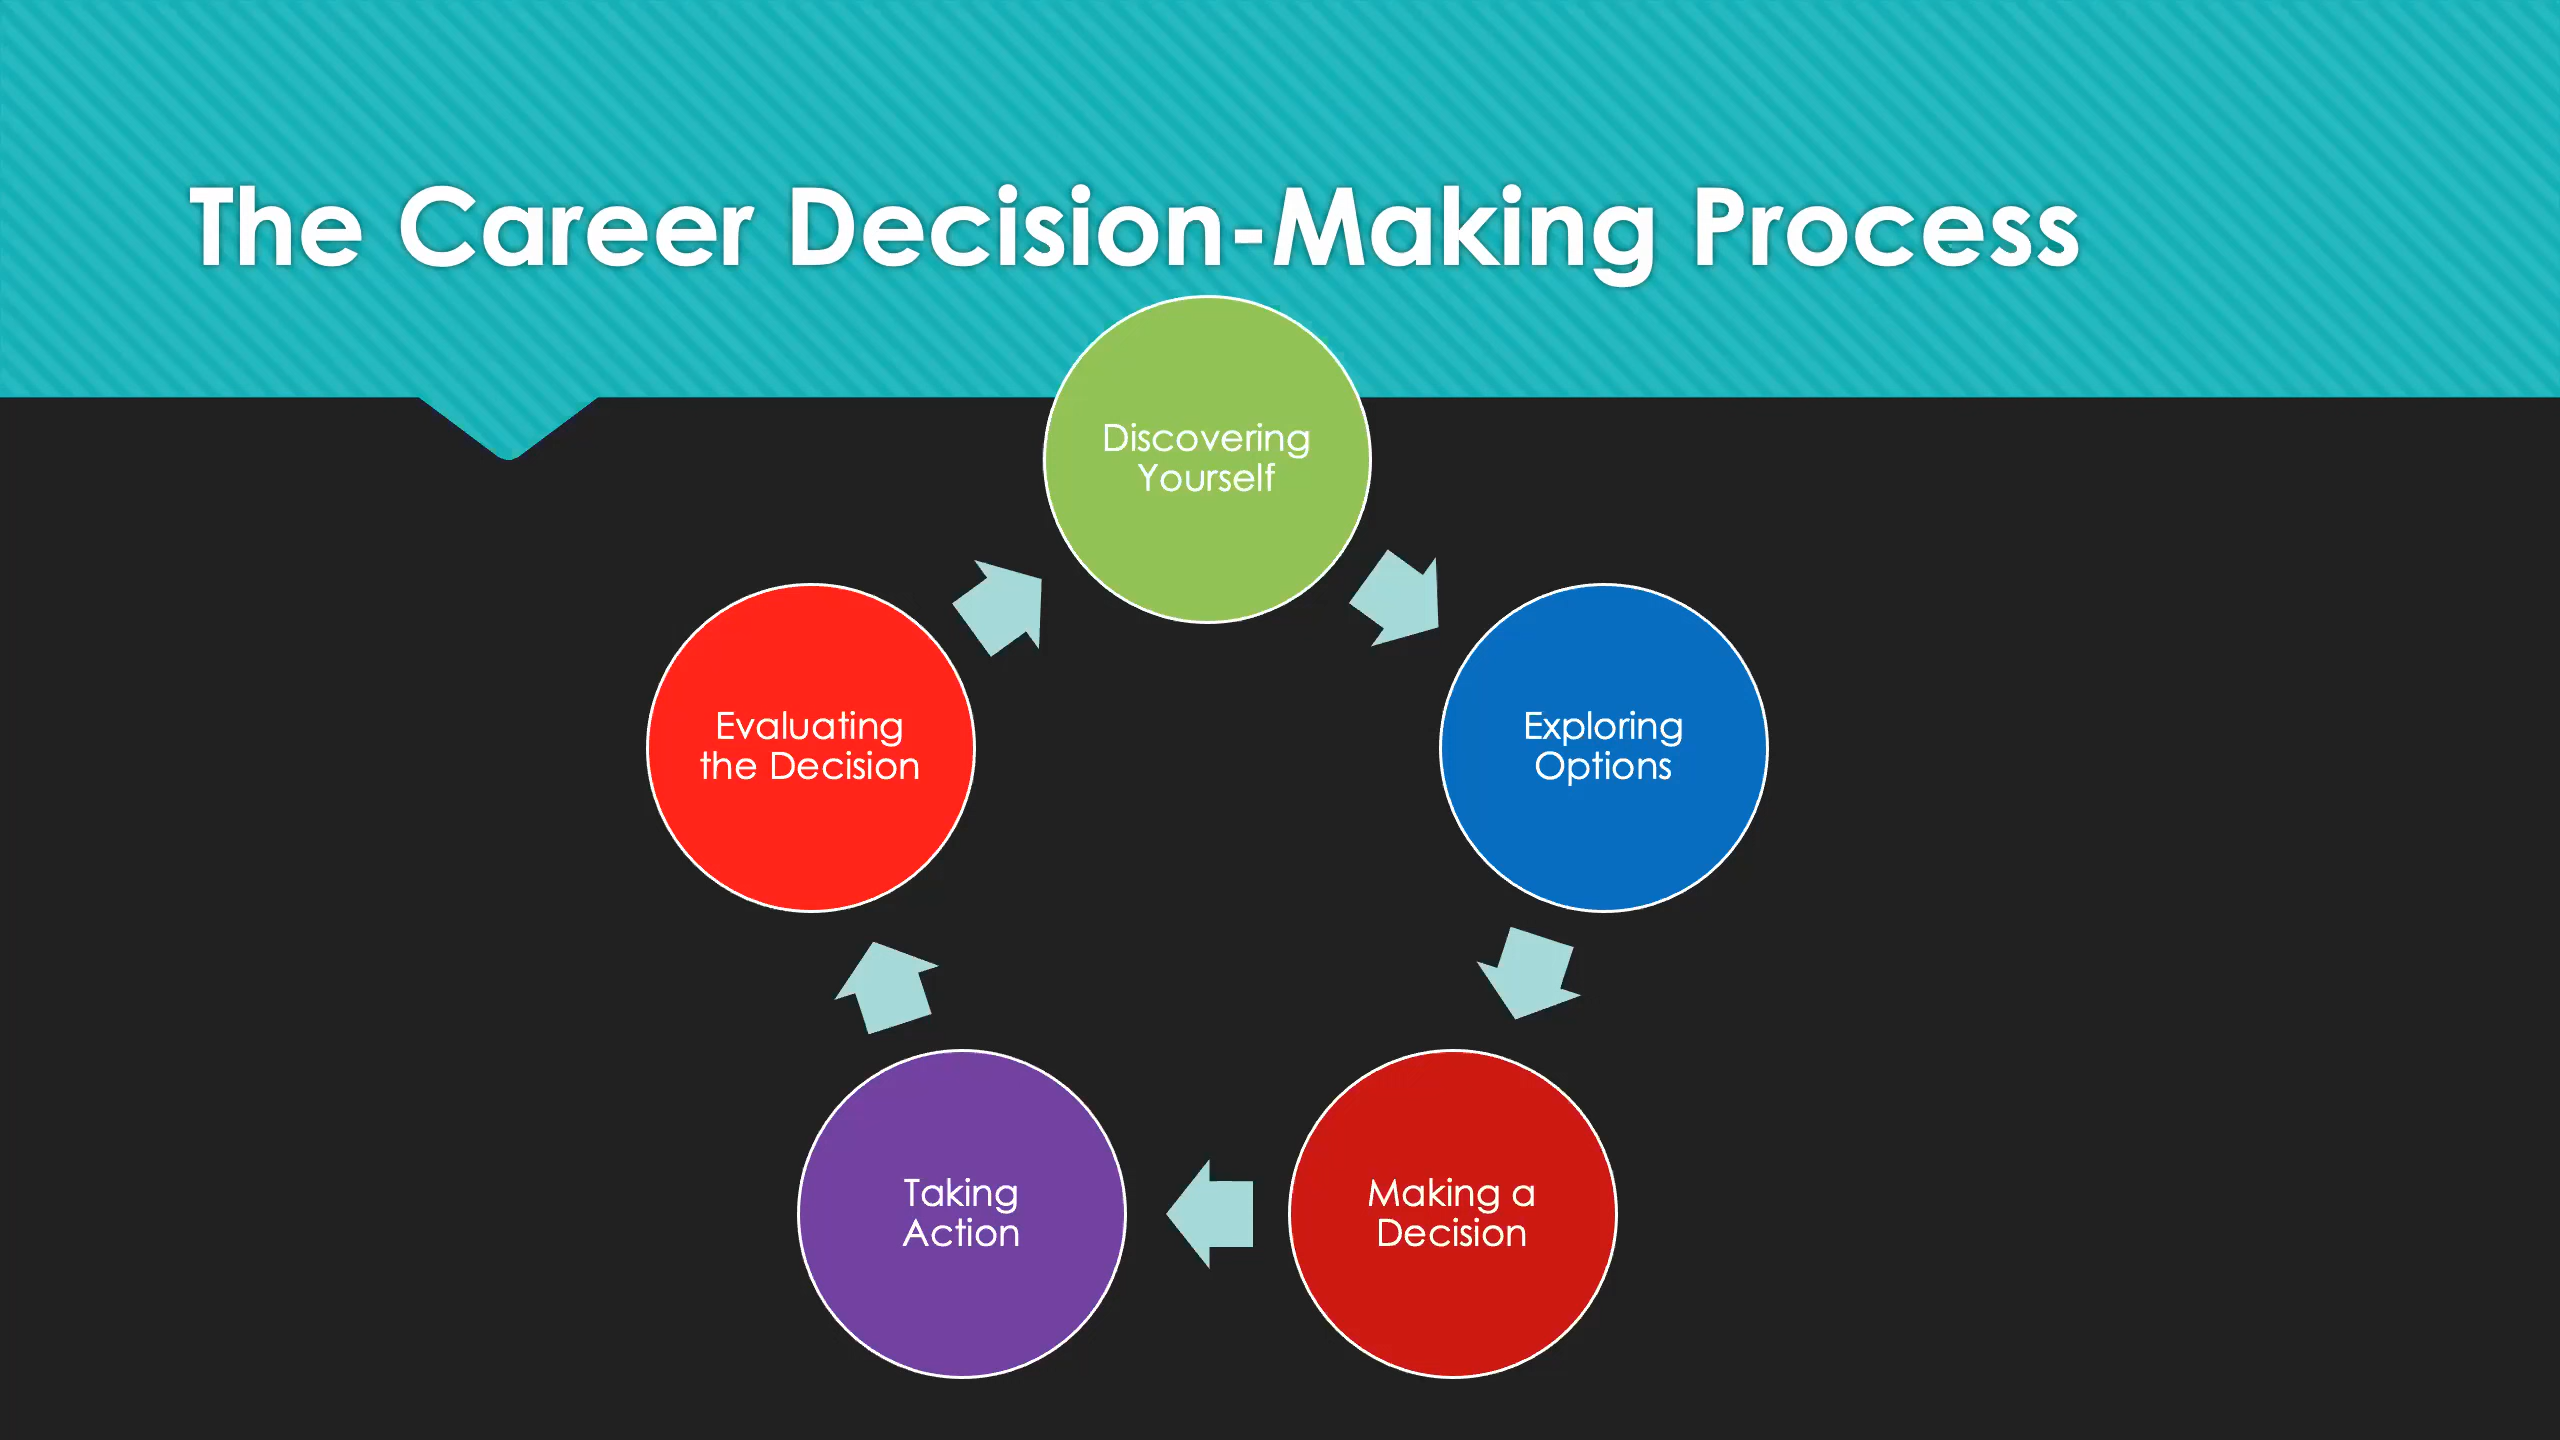 The Career Decision-Making Process
Discovering
Yourself
Exploring
Options
Making a
Decision
Taking
Action
Evaluating
the Decision